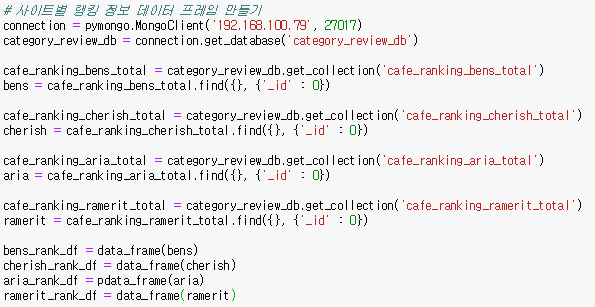 # 사이트별 랭킹 정보 데이터 프레임 만들기
connection = pymongo.MongoClient('192.168.100.79', 27017)
category_review_db = connection.get_database('category_review_db')
cafe_ranking_bens_total = category_review_db.get_collection('cafe_ranking_bens_total')
bens = cafe_ranking_bens_total.find({}, {'_id' : 0})
cafe_ranking_cherish_total = category_review_db.get_collection('cafe_ranking_cherish_total')
cherish = cafe_ranking_cherish_total.find({}, {'_id' : 0})
cafe_ranking_aria_total = category_review_db.get_collection('cafe_ranking_aria_total')
aria = cafe_ranking_aria_total.find({}, {'_id' : 0})
cafe_ranking_ramerit_total = category_review_db.get_collection('cafe_ranking_ramerit_total')
ramerit = cafe_ranking_ramerit_total.find({}, {'_id' : 0})
bens_rank_df = data_frame(bens)
cherish_rank_df = data_frame(cherish)
aria_rank_df = pdata_frame(aria)
ramerit_rank_df = data_frame(ramerit)